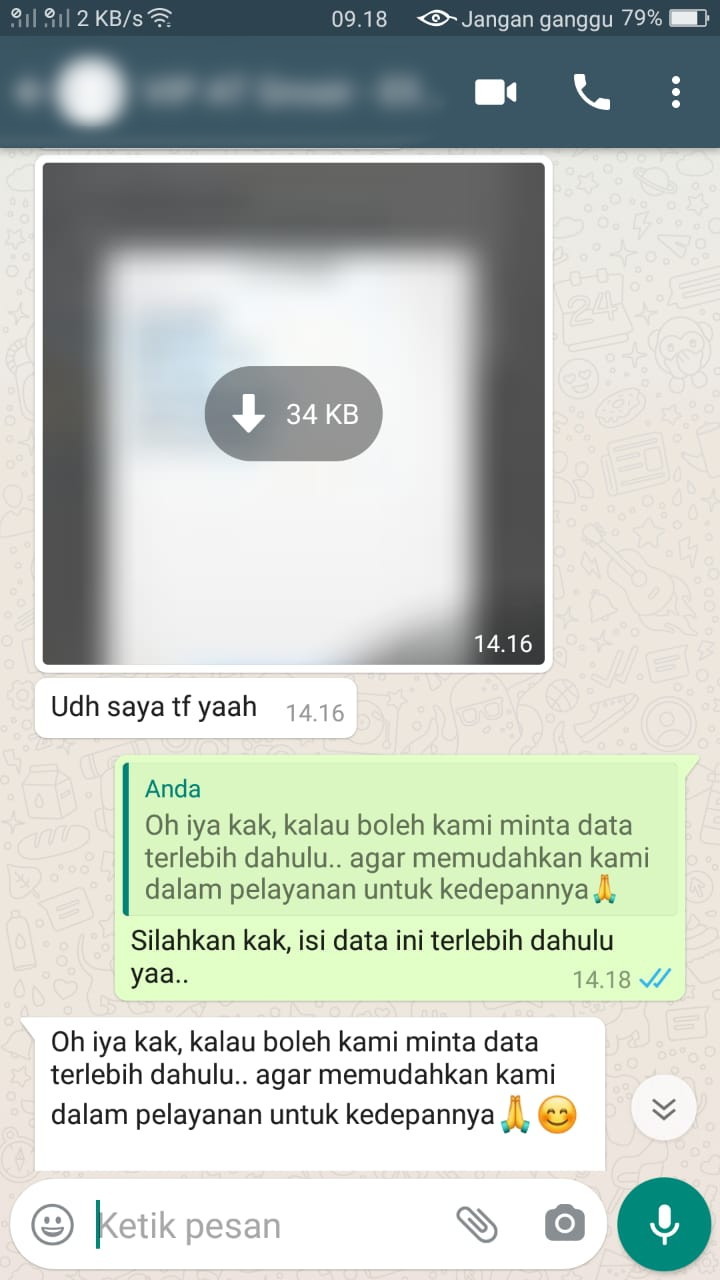 2 KB/s 09.18 Jangan ganggu 79%
34 KB
14.16
Udh saya tf yaah 14.16
Anda
Oh iya kak, kalau boleh kami minta data
terlebih dahulu.. agar memudahkan kami
dalam pelayanan untuk kedepannya🙏
Silahkan kak, isi data ini terlebih dahulu
yaa.. 14.18
Oh iya kak, kalau boleh kami minta data
terlebih dahulu.. agar memudahkan kami
dalam pelayanan untuk kedepannya🙏😊
Ketik pesan